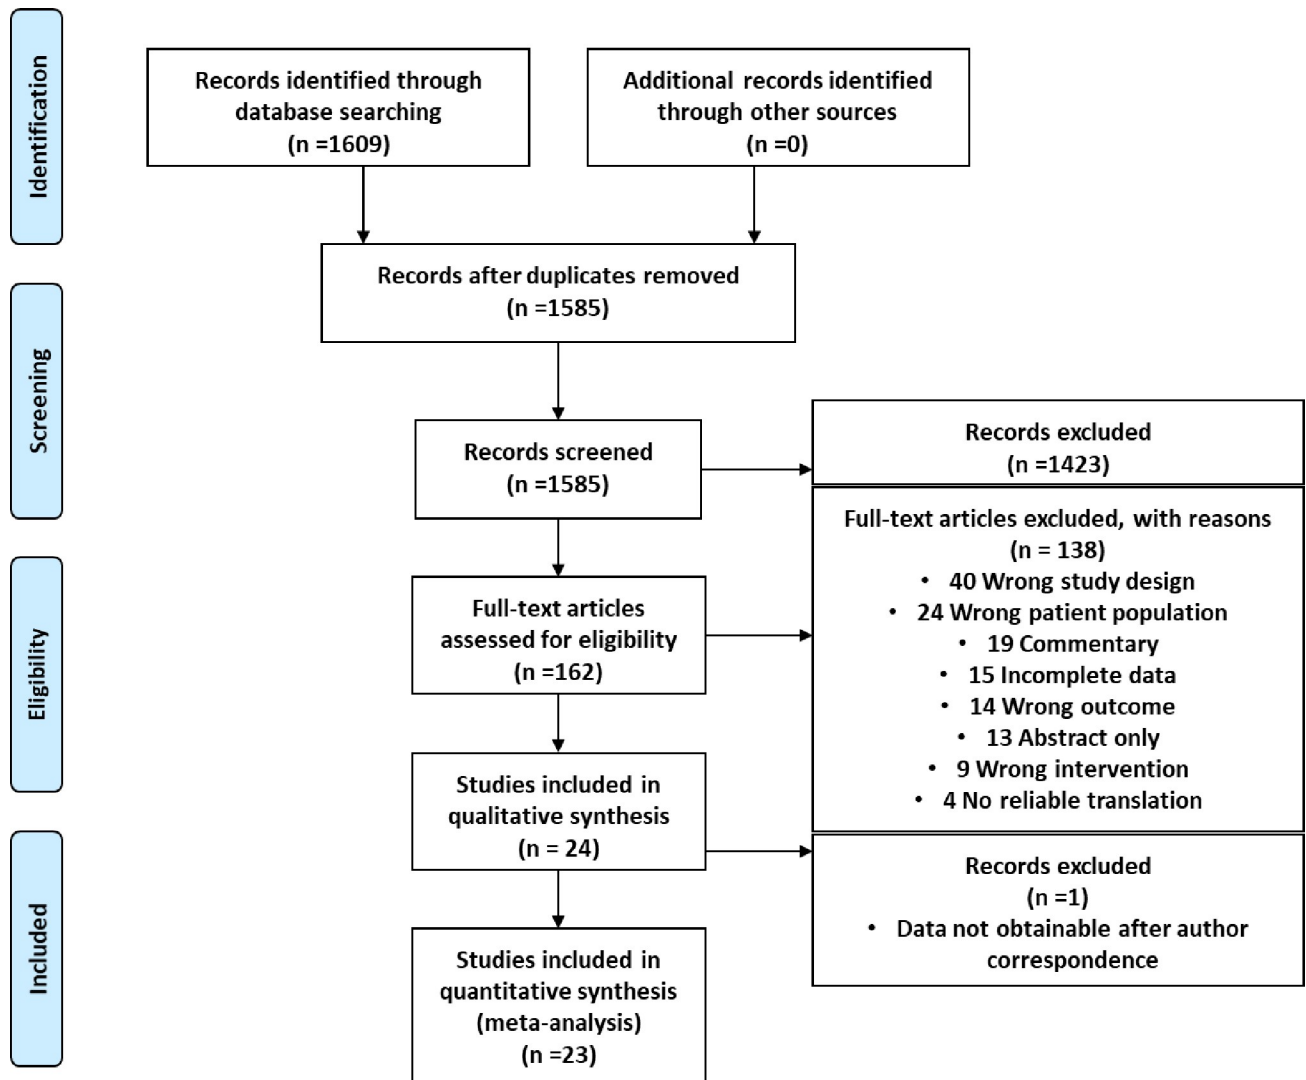 Identification
Records identified through
database searching
(n =1609)
Additional records identified
through other sources
(n =0)
Records after duplicates removed
(n =1585)
Screening
Records screened
(n =1585)
Records excluded
(n =1423)
Eligibility
Full-text articles
assessed for eligibility
(n =162)
Full-text articles excluded, with reasons
(n = 138)
• 40 Wrong study design
• 24 Wrong patient population
• 19 Commentary
• 15 Incomplete data
• 14 Wrong outcome
• 13 Abstract only
• 9 Wrong intervention
• 4 No reliable translation
Studies included in
qualitative synthesis
(n = 24)
Records excluded
(n =1)
• Data not obtainable after author
correspondence
Included
Studies included in
quantitative synthesis
(meta-analysis)
(n =23)